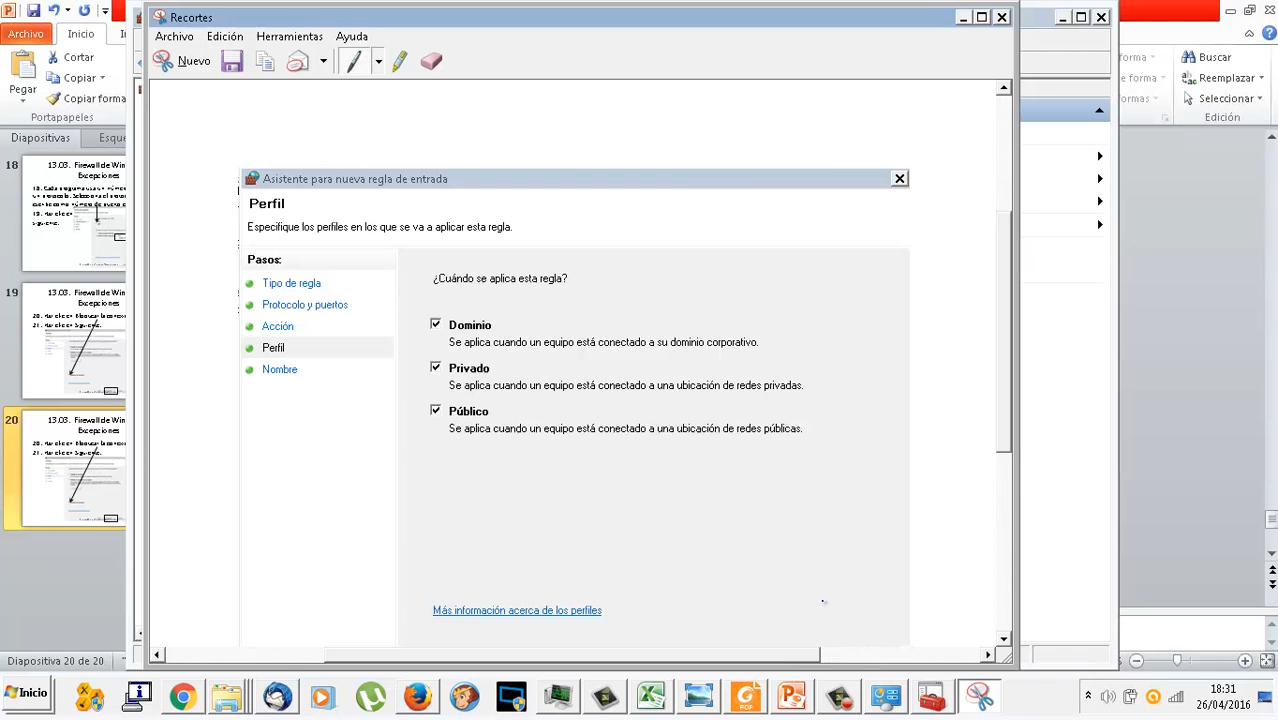 Recortes
Archivo Edición Herramientas Ayuda
Nuevo
Archivo Inicio
Cortar
Copiar
Copiar forma
Pegar
Portapapeles
Diapositivas Esque
Buscar
Reemplazar
Seleccionar
Edición
forma
de forma
formas
18
13.03. Firewall de Win
Excepciones
19
13.03. Firewall de Win
Excepciones
20
13.03. Firewall de Win
Excepciones
Asistente para nueva regla de entrada
Perfil
Especifique los perfiles en los que se va a aplicar esta regla.
Pasos:
Tipo de regla
Protocolo y puertos
Acción
Perfil
Nombre
¿Cuándo se aplica esta regla?
Dominio
Se aplica cuando un equipo está conectado a su dominio corporativo.
Privado
Se aplica cuando un equipo está conectado a una ubicación de redes privadas.
Público
Se aplica cuando un equipo está conectado a una ubicación de redes públicas.
Más información acerca de los perfiles
Diapositiva 20 de 20
Inicio
PDF
18:31
26/04/2016